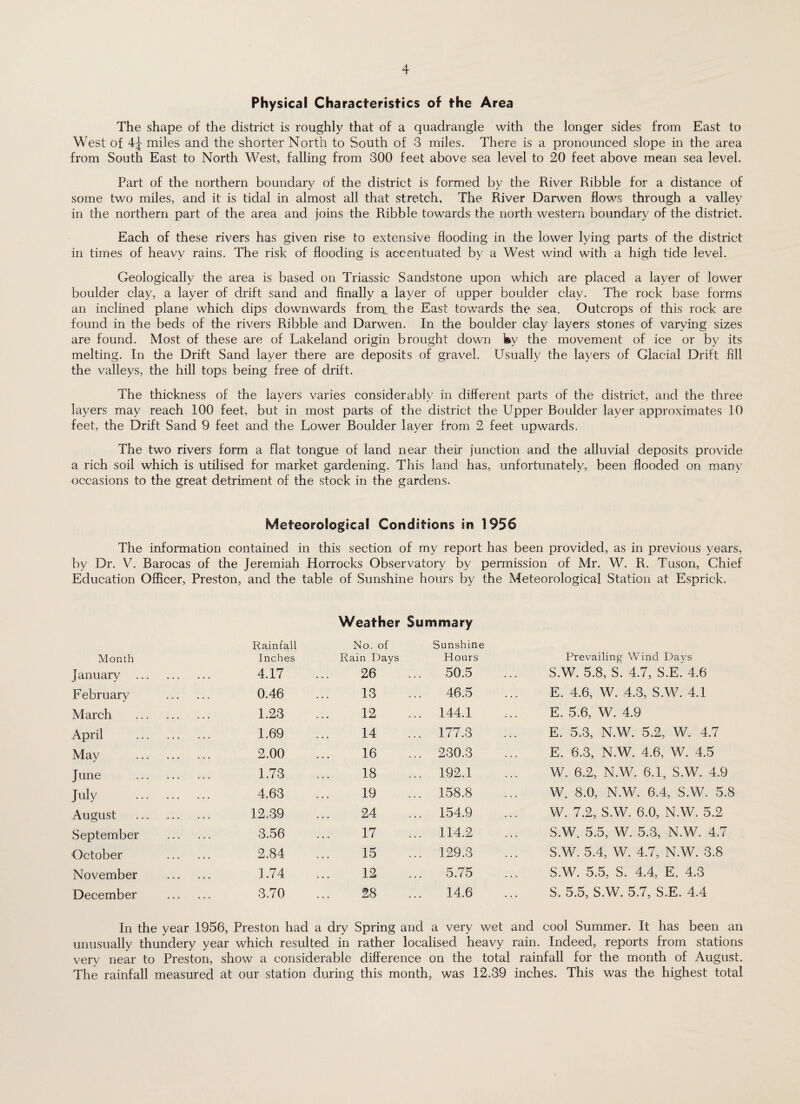 4
Physical Characteristics of the Area
The shape of the district is roughly that of a quadrangle with the longer sides from East to
West of 4½ miles and the shorter North to South of 3 miles. There is a pronounced slope in the area
from South East to North West, falling from 300 feet above sea level to 20 feet above mean sea level.
Part of the northern boundary of the district is formed by the River Ribble for a distance of
some two miles, and it is tidal in almost all that stretch. The River Darwen flows through a valley
in the northern part of the area and joins the Ribble towards the north western boundary of the district.
Each of these rivers has given rise to extensive flooding in the lower lying parts of the district
in times of heavy rains. The risk of flooding is accentuated by a West wind with a high tide level.
Geologically the area is based on Triassic Sandstone upon which are placed a layer of lower
boulder clay, a layer of drift sand and finally a layer of upper boulder clay. The rock base forms
an inclined plane which dips downwards from the East towards the sea. Outcrops of this rock are
found in the beds of the rivers Ribble and Darwen. In the boulder clay layers stones of varying sizes
are found. Most of these are of Lakeland origin brought down by the movement of ice or by its
melting. In the Drift Sand layer there are deposits of gravel. Usually the layers of Glacial Drift fill
the valleys, the hill tops being free of drift.
The thickness of the layers varies considerably in different parts of the district, and the three
layers may reach 100 feet, but in most parts of the district the Upper Boulder layer approximates 10
feet, the Drift Sand 9 feet and the Lower Boulder layer from 2 feet upwards.
The two rivers form a flat tongue of land near their junction and the alluvial deposits provide
a rich soil which is utilised for market gardening. This land has, unfortunately, been flooded on many
occasions to the great detriment of the stock in the gardens.
Meteorological Conditions in 1956
The information contained in this section of my report has been provided, as in previous years,
by Dr. V. Barocas of the Jeremiah Horrocks Observatory by permission of Mr. W. R. Tuson, Chief
Education Officer, Preston, and the table of Sunshine hours by the Meteorological Station at Esprick.
Weather Summary
Rainfall No. of Sunshine
Month Inches Rain Days Hours Prevailing Wind Days
January ... ... ... 4.17 ... 26 ... 50.5 ... S.W. 5.8, S. 4.7, S.E. 4.6
February ... ... 0.46 ... 13 ... 46.5 ... E. 4.6, W. 4.3, S.W. 4.1
March ... ... ... 1.23 ... 12 ... 144.1 ... E. 5.6, W. 4.9
April ... ... ... 1.69 ... 14 ... 177.3 ... E. 5.3, N.W. 5.2, W. 4.7
May ... ... ... 2.00 ... 16 ... 230.3 ... E. 6.3, N.W. 4.6, W. 4.5
June ... ... ... 1.73 ... 18 ... 192.1 ... W. 6.2, N.W. 6.1, S.W. 4.9
July ... ... ... 4.63 ... 19 ... 158.8 ... W. 8.0, N.W. 6.4, S.W. 5.8
August ... ... ... 12.39 ... 24 ... 154.9 ... W. 7.2, S.W. 6.0, N.W. 5.2
September ... ... 3.56 ... 17 ... 114.2 ... S.W. 5.5, W. 5.3, N.W. 4.7
October ... ... 2.84 ... 15 ... 129.3 ... S.W. 5.4, W. 4.7, N.W. 3.8
November ... ... 1.74 ... 12 ... 5.75 ... S.W. 5.5, S. 4.4, E. 4.3
December ... ... 3.70 ... 28 ... 14.6 ... S. 5.5, S.W. 5.7, S.E. 4.4
In the year 1956, Preston had a dry Spring and a very wet and cool Summer. It has been an
unusually thundery year which resulted in rather localised heavy rain. Indeed, reports from stations
very near to Preston, show a considerable difference on the total rainfall for the month of August.
The rainfall measured at our station during this month, was 12.39 inches. This was the highest total